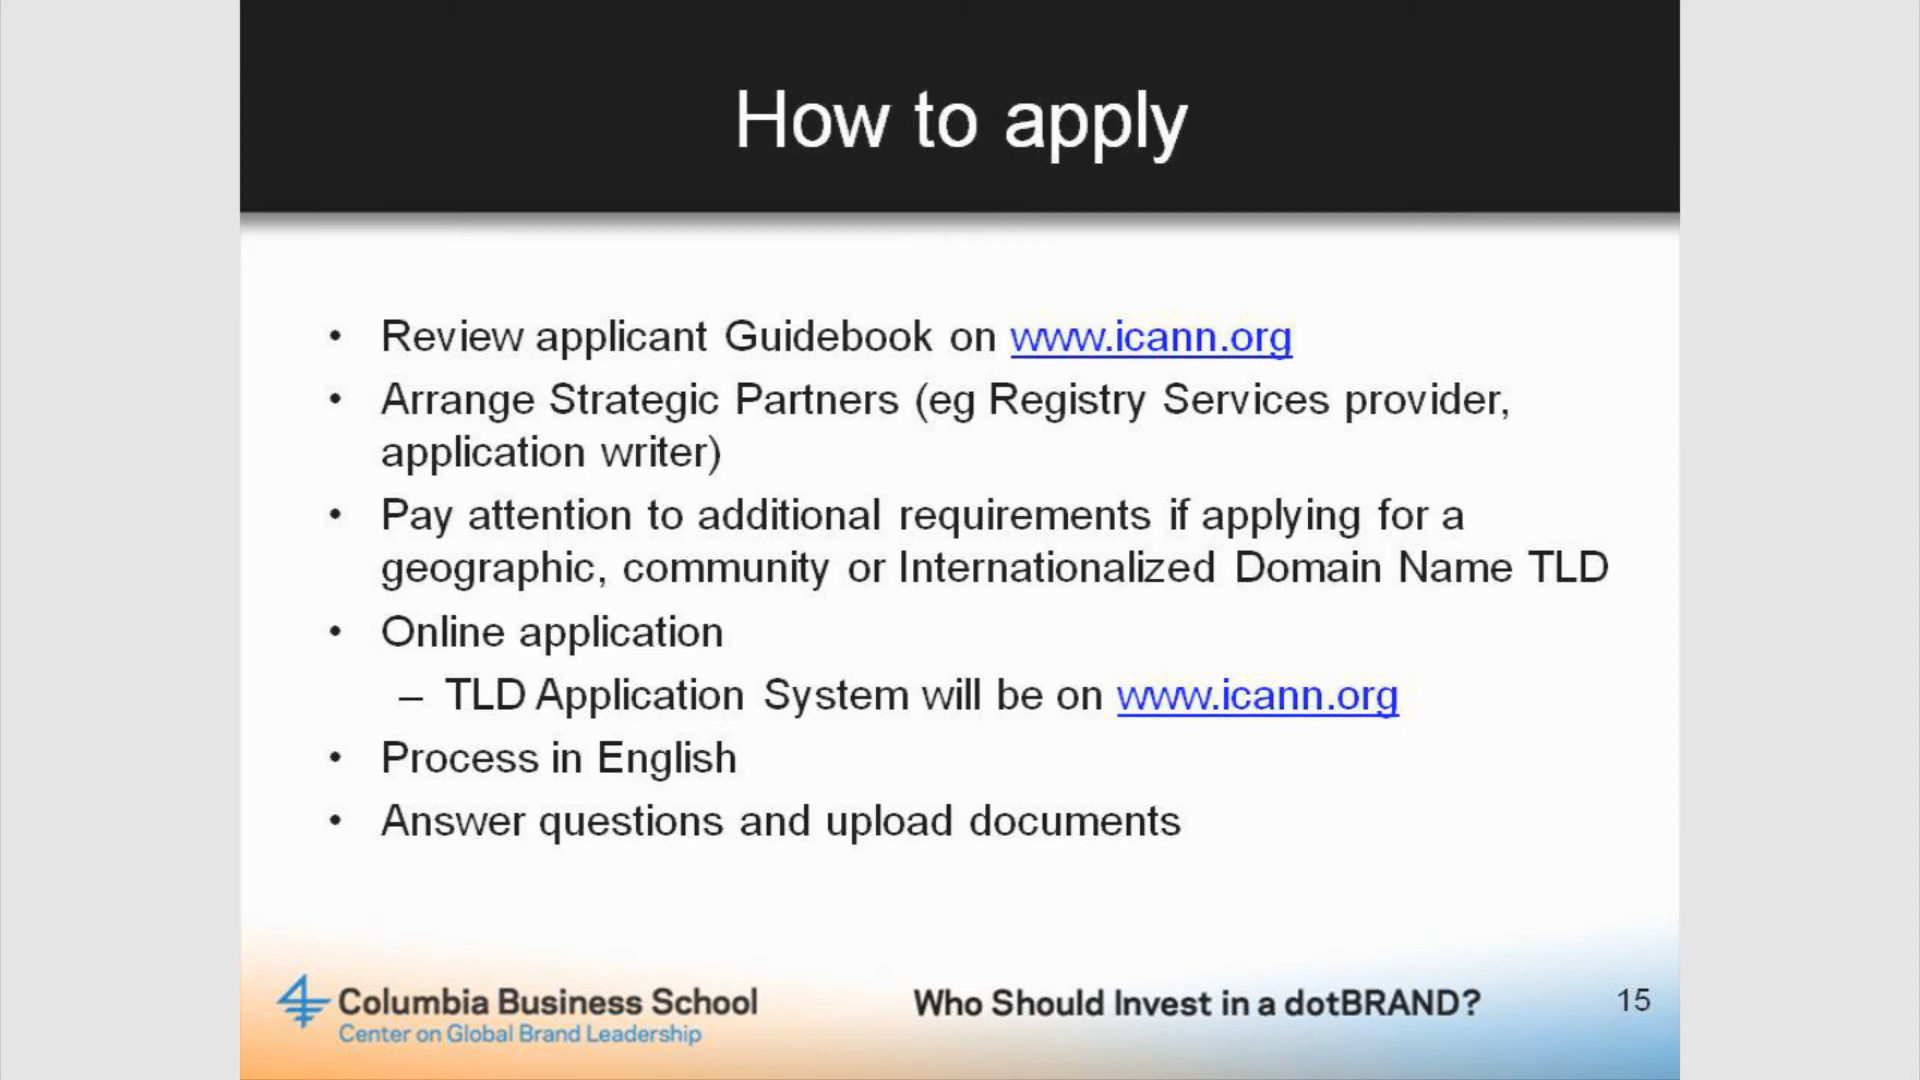 How to apply
• Review applicant Guidebook on www.icann.org
• Arrange Strategic Partners (eg Registry Services provider,
application writer)
• Pay attention to additional requirements if applying for a
geographic, community or Internationalized Domain Name TLD
• Online application
– TLD Application System will be on www.icann.org
• Process in English
• Answer questions and upload documents
Columbia Business School
Center on Global Brand Leadership
Who Should Invest in a dotBRAND?
15